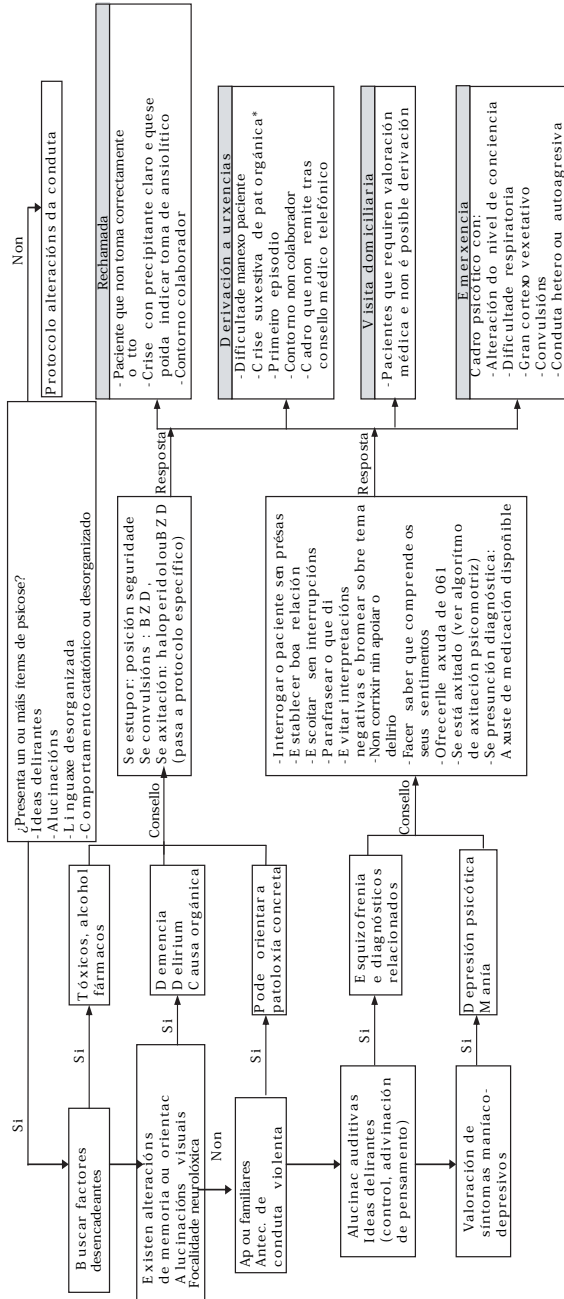 ¿Presenta un ou máis ítems de psicose?
-Ideas delirantes
-Alucinacións
-Linguaxe desorganizada
-Comportamento catatónico ou desorganizado
Si
Non
Protocolo alteracións da conduta
Buscar factores
desencadeantes
Si
Tóxicos, alcohol
fármacos
Existen alteracións
de memoria ou orientac
Alucinacións visuais
Focalidade neurolóxica
Si
Demencia
Delirium
Causa orgánica
Non
Ap ou familiares
Antec. de
conduta violenta
Si
Pode orientar a
patoloxía concreta
Alucinac auditivas
Ideas delirantes
(control, adivinación
de pensamento)
Si
Esquizofrenia
e diagnósticos
relacionados
Valoración de
síntomas maníaco-
depresivos
Si
Depresión psicótica
Manía
Consello
Se estupor: posición seguridade
Se convulsións : BZD,
Se axitación: haloperidol ou BZD
(pasa a protocolo específico)
Resposta
Consello
-Interrogar o paciente sen présas
-Establecer boa relación
-Escoitar sen interrupcións
-Parafrasear o que di
-Evitar interpretacións
negativas e bromear sobre tema
-Non corrixir nin apoiar o
delirio
-Facer saber que comprende os
seus sentimentos
-Ofrecerlle axuda de 061
-Se está axitado (ver algorítmo
de axitación psicomotriz)
-Se presunción diagnóstica:
Axuste de medicación dispoñible
Resposta
Rechamada
-Paciente que non toma correctamente
o tto
-Crise con precipitante claro e que se
poida indicar toma de ansiolítico
-Contorno colaborador
Derivación a urxencias
-Dificultade manexo paciente
-Crise suxestiva de pat orgánica*
-Primeiro episodio
-Contorno non colaborador
-Cadro que non remite tras
consello médico telefónico
Visita domiciliaria
-Pacientes que requiren valoración
médica e non é posible derivación
Emerxencia
Cadro psicótico con:
-Alteración do nivel de conciencia
-Dificultade respiratoria
-Gran cortexo vexetativo
-Convulsións
-Conduta hetero ou autoagresiva